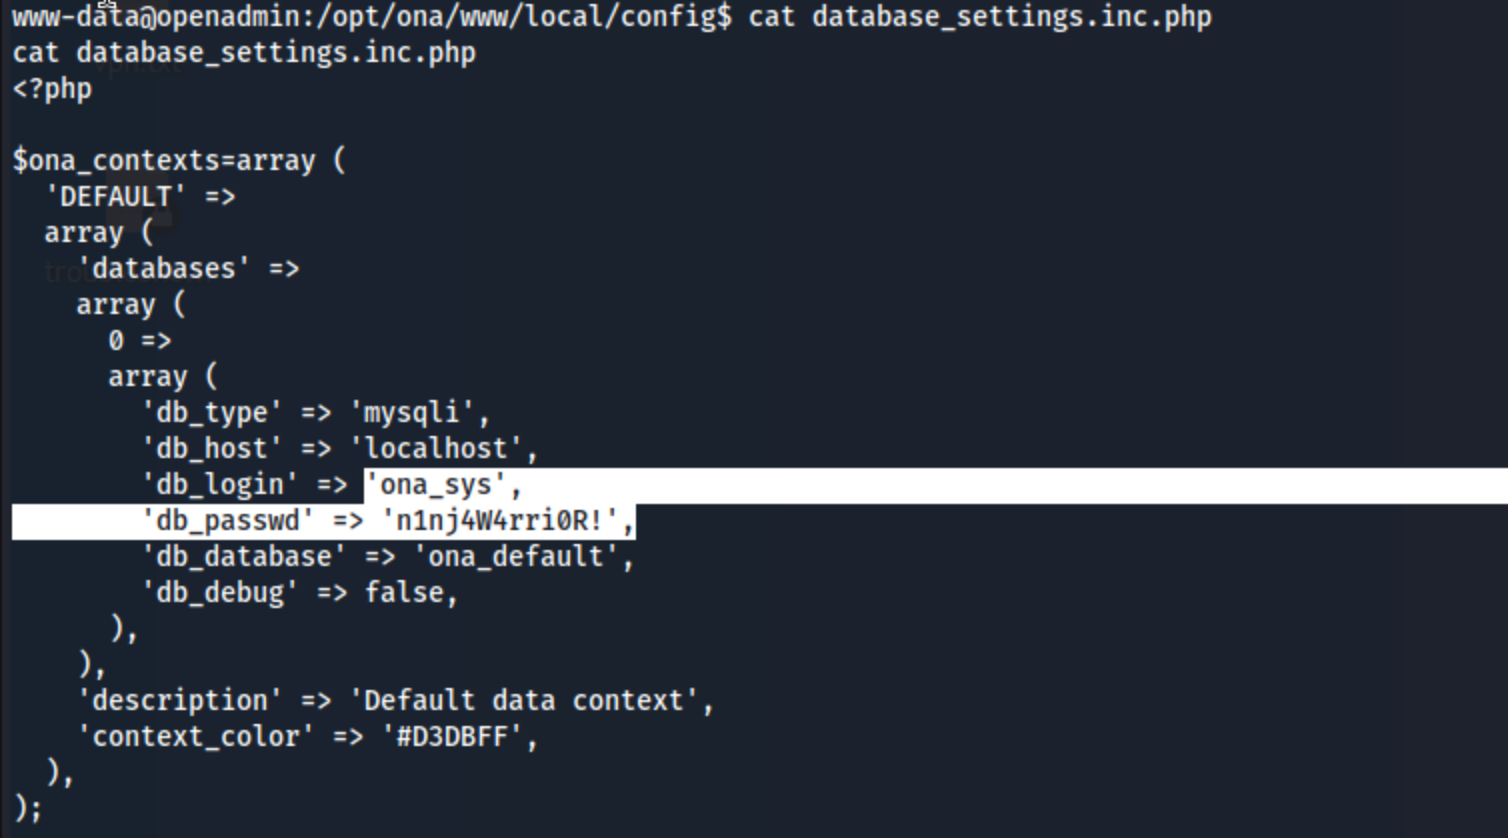 www-data@openadmin:/opt/ona/www/local/config$ cat database_settings.inc.php
cat database_settings.inc.php
<?php

$ona_contexts=array (
  'DEFAULT' =>
  array (
    'databases' =>
    array (
      0 =>
      array (
        'db_type' => 'mysqli',
        'db_host' => 'localhost',
        'db_login' => 'ona_sys',
        'db_passwd' => 'n1nj4W4rri0R!',
        'db_database' => 'ona_default',
        'db_debug' => false,
      ),
    ),
    'description' => 'Default data context',
    'context_color' => '#D3DBFF',
  ),
);